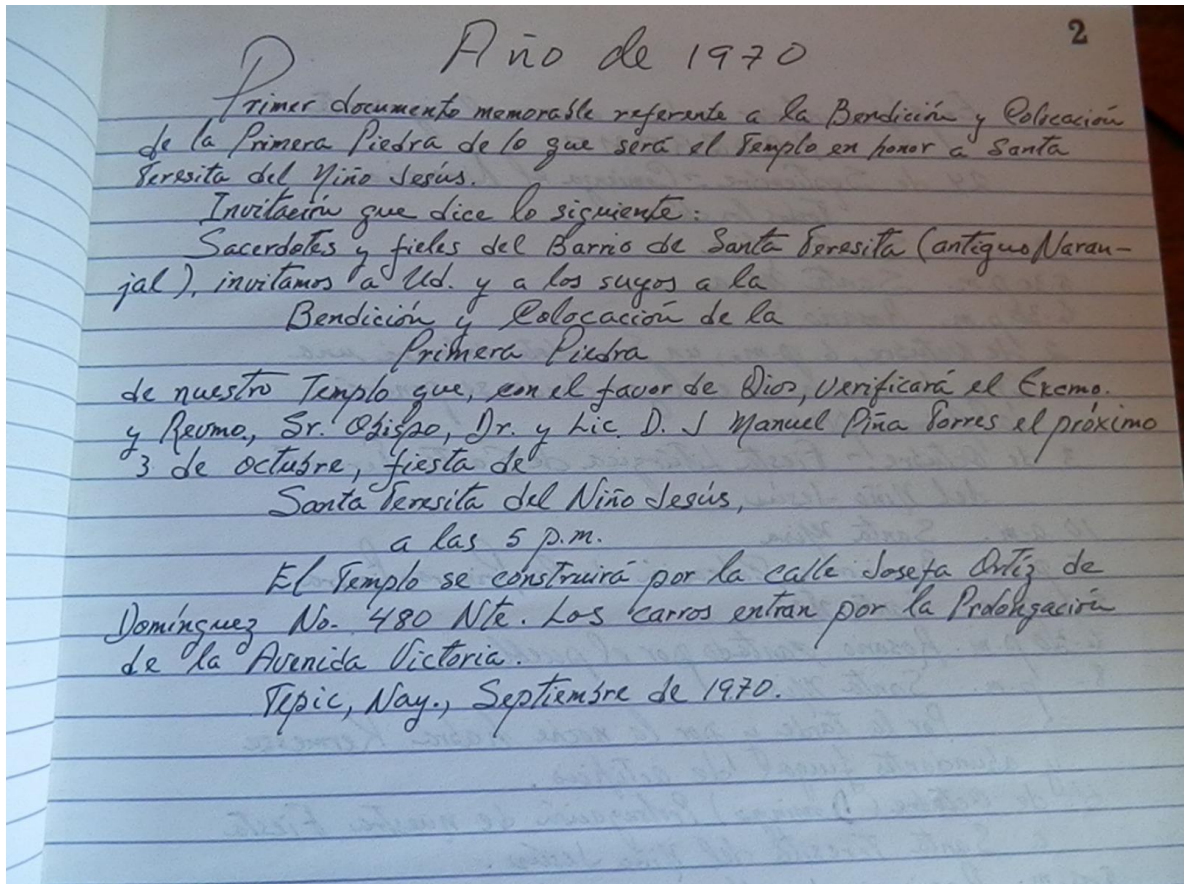 2
Año de 1970
Primer documento memorable referente a la Bendición y Colocación
de la Primera Piedra de lo que será el Templo en honor a Santa
Teresita del Niño Jesús.
Invitación que dice lo siguiente:
Sacerdotes y fieles del Barrio de Santa Teresita (antiguo Naran-
jal), invitamos a Ud. y a los suyos a la
Bendición y Colocación de la
Primera Piedra
de nuestro Templo que, con el favor de Dios, verificará el Excmo.
y Revmo., Sr. Obispo, Dr. y Lic. D. J Manuel Piña Torres el próximo
3 de octubre, fiesta de
Santa Teresita del Niño Jesús,
a las 5 p.m.
El Templo se construirá por la calle Josefa Ortíz de
Domínguez No. 480 Nte. Los carros entran por la Prolongación
de la Avenida Victoria.
Tepic, Nay., Septiembre de 1970.